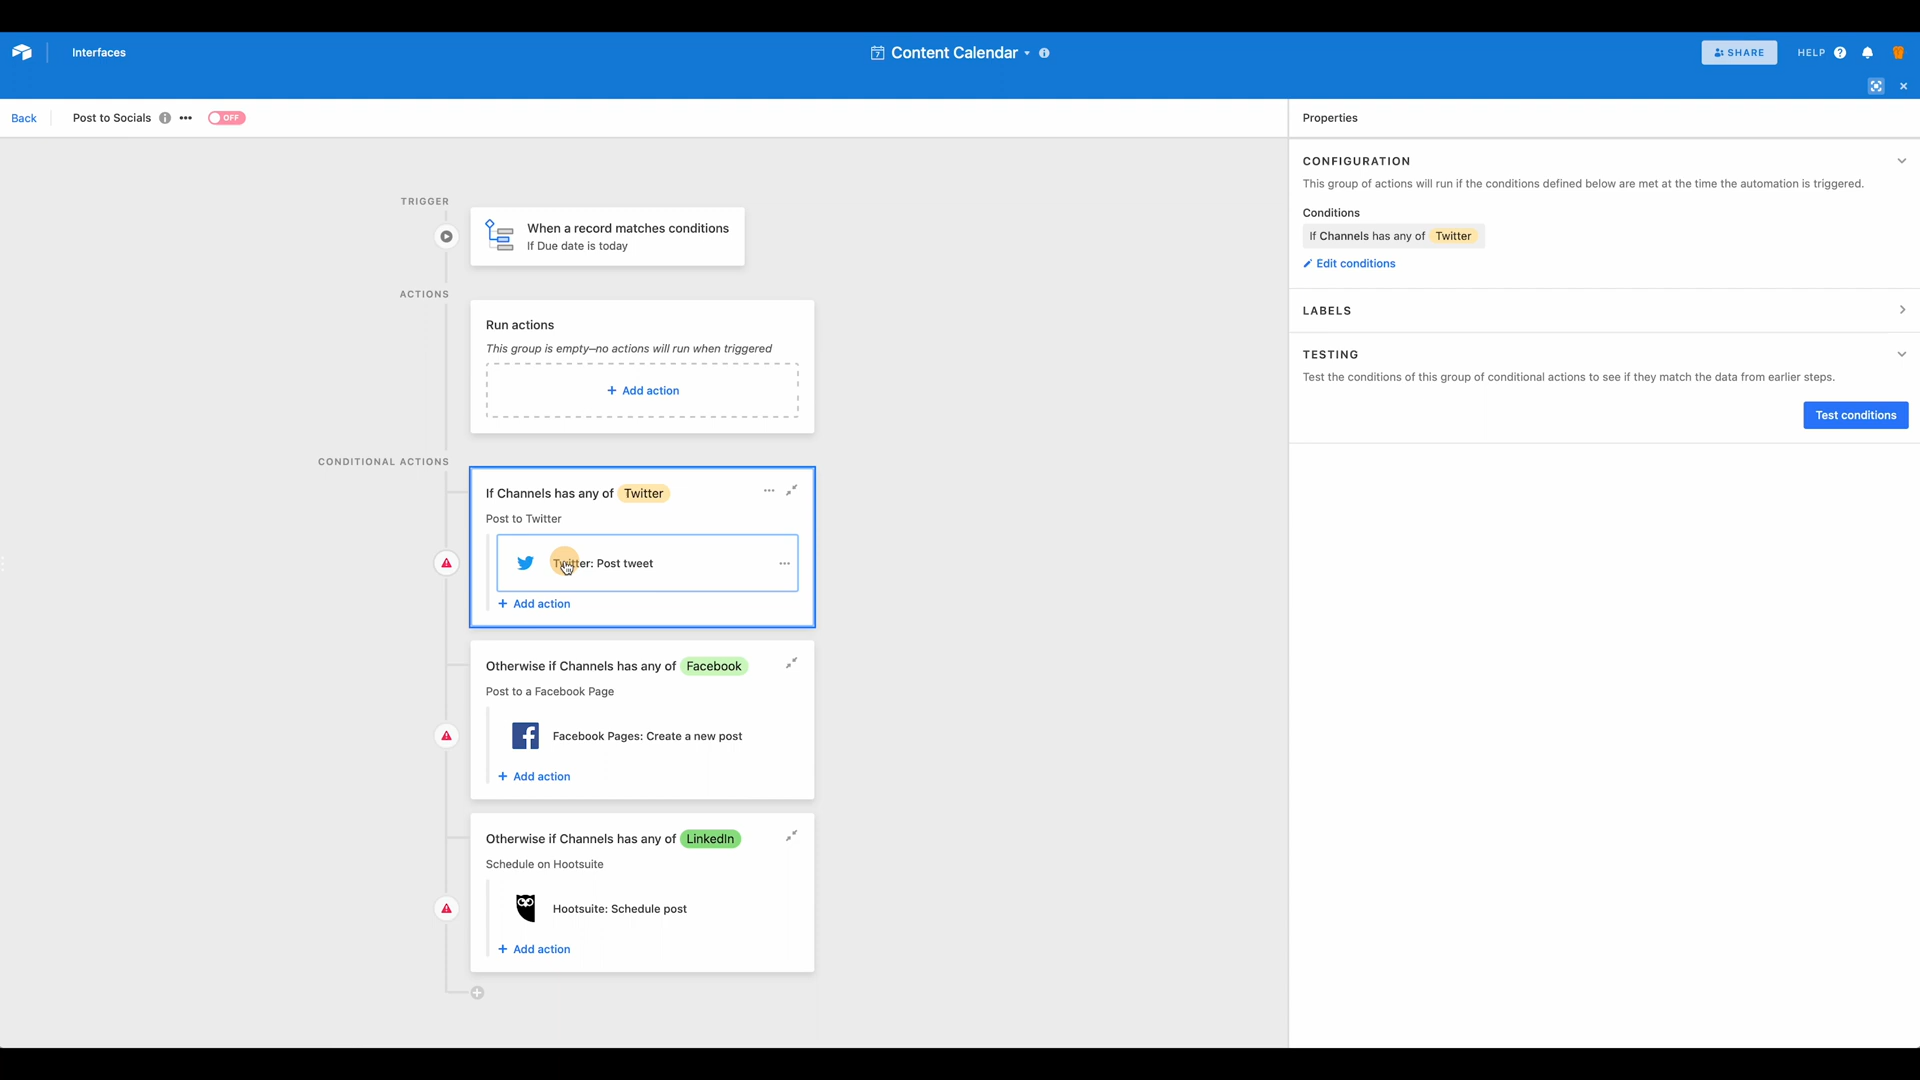 Interfaces
7 Content Calendar
SHARE
HELP ?
Back
Post to Socials
OFF
Properties
TRIGGER
When a record matches conditions
If Due date is today
ACTIONS
Run actions
This group is empty–no actions will run when triggered
+ Add action
CONDITIONAL ACTIONS
If Channels has any of Twitter
Post to Twitter
Twitter: Post tweet
+ Add action
Otherwise if Channels has any of Facebook
Post to a Facebook Page
Facebook Pages: Create a new post
+ Add action
Otherwise if Channels has any of LinkedIn
Schedule on Hootsuite
Hootsuite: Schedule post
+ Add action
CONFIGURATION
This group of actions will run if the conditions defined below are met at the time the automation is triggered.
Conditions
If Channels has any of Twitter
Edit conditions
LABELS
TESTING
Test the conditions of this group of conditional actions to see if they match the data from earlier steps.
Test conditions